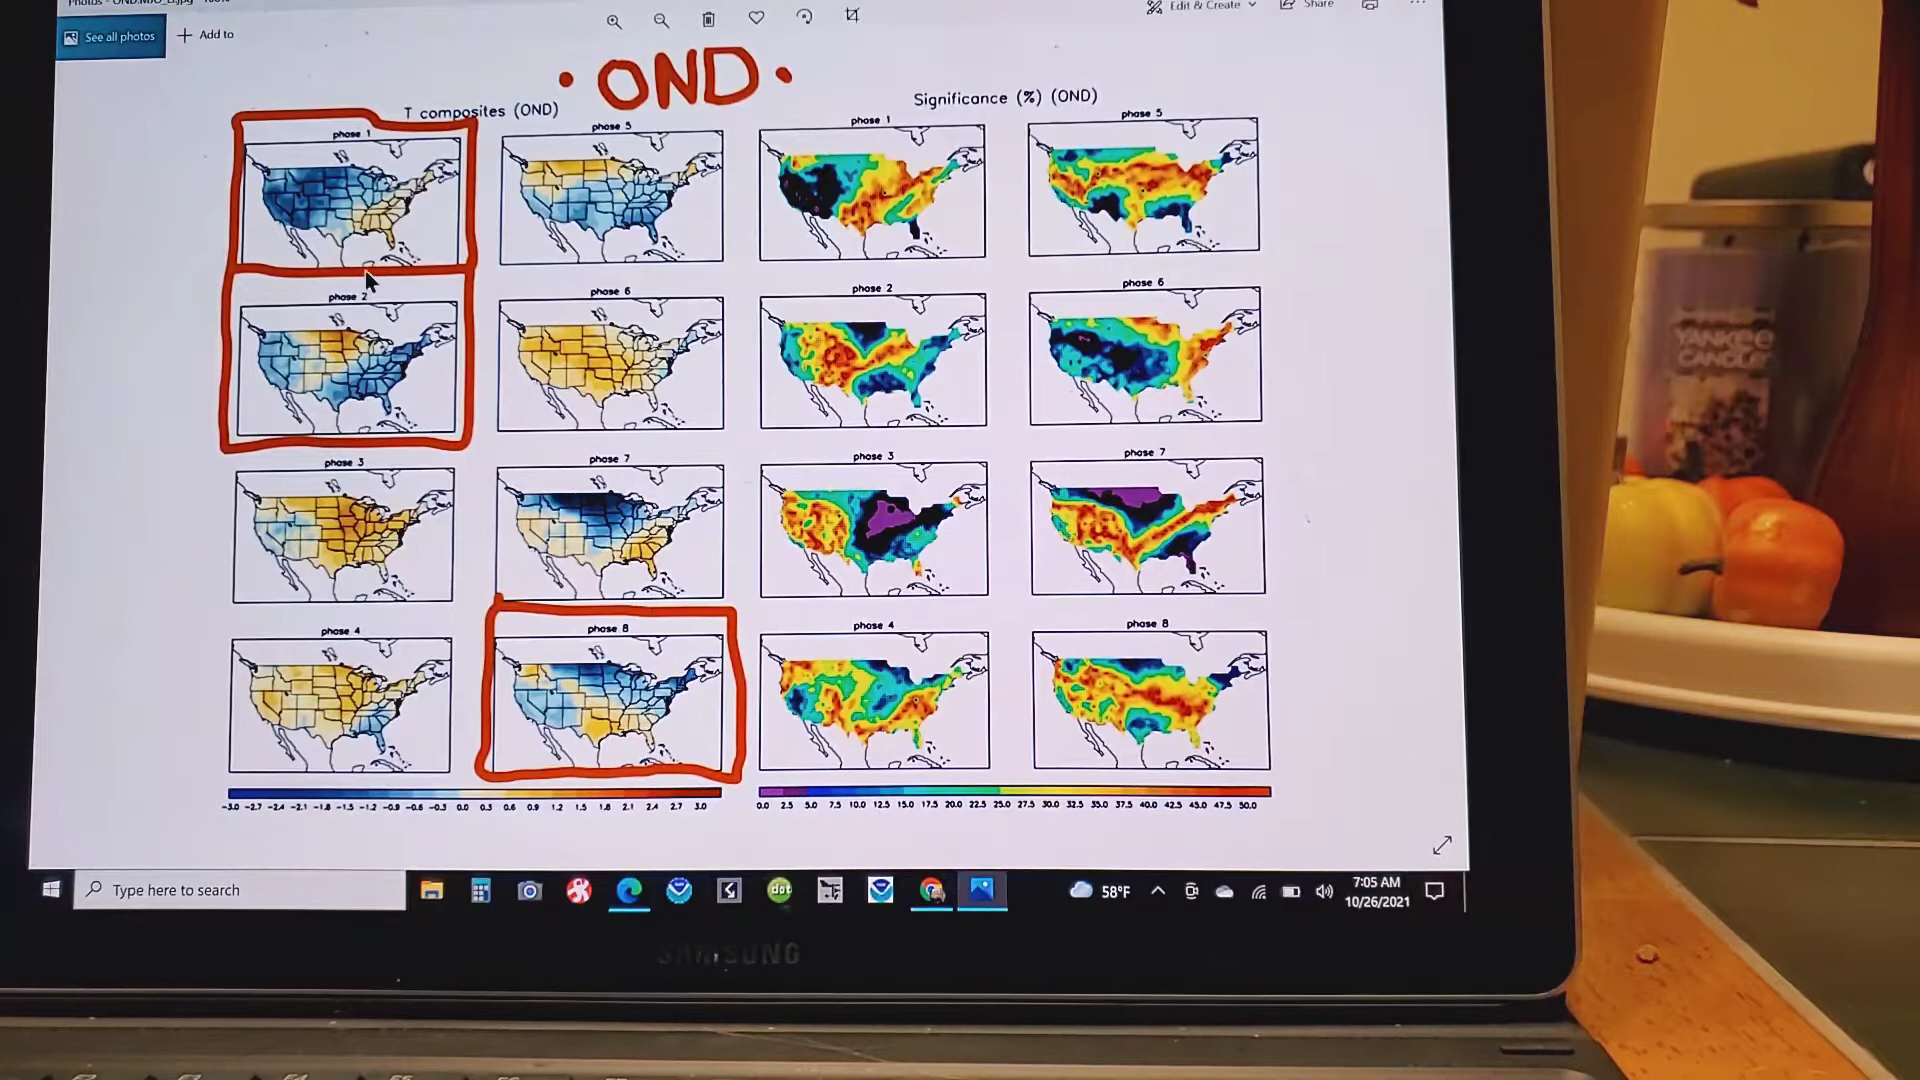 Edit & Create
Share
See all photos
Add to
• OND •
T composites (OND)
Significance (%) (OND)
phase 1
phase 5
phase 1
phase 5
phase 2
phase 6
phase 2
phase 6
phase 3
phase 7
phase 3
phase 7
phase 4
phase 8
phase 4
phase 8
-3.0 -2.7 -2.4 -2.1 -1.8 -1.5 -1.2 -0.9 -0.6 -0.3 0.0 0.3 0.6 0.9 1.2 1.5 1.8 2.1 2.4 2.7 3.0
0.0 2.5 5.0 7.5 10.0 12.5 15.0 17.5 20.0 22.5 25.0 27.5 30.0 32.5 35.0 37.5 40.0 42.5 45.0 47.5 50.0
Type here to search
dot
58°F
7:05 AM
10/26/2021
SAMSUNG
YANKEE
CANDLE